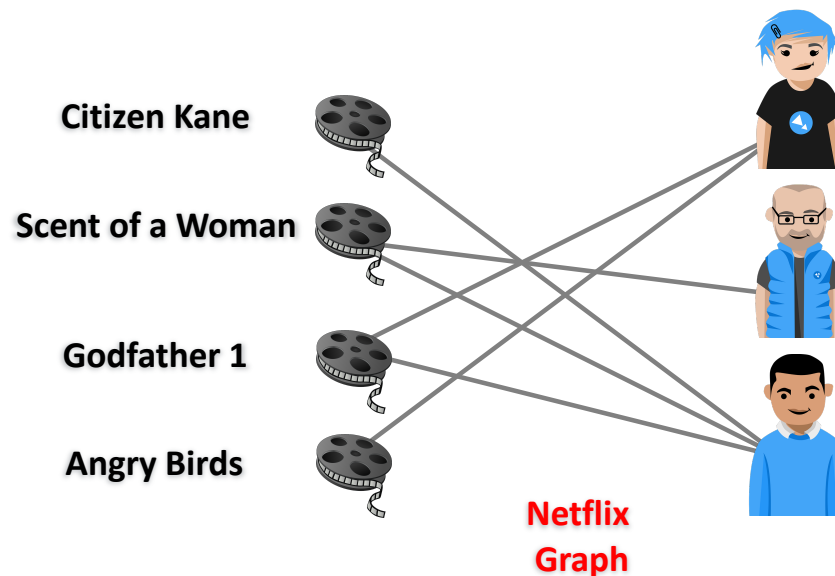 Citizen Kane
Scent of a Woman
Godfather 1
Angry Birds
Netflix
Graph